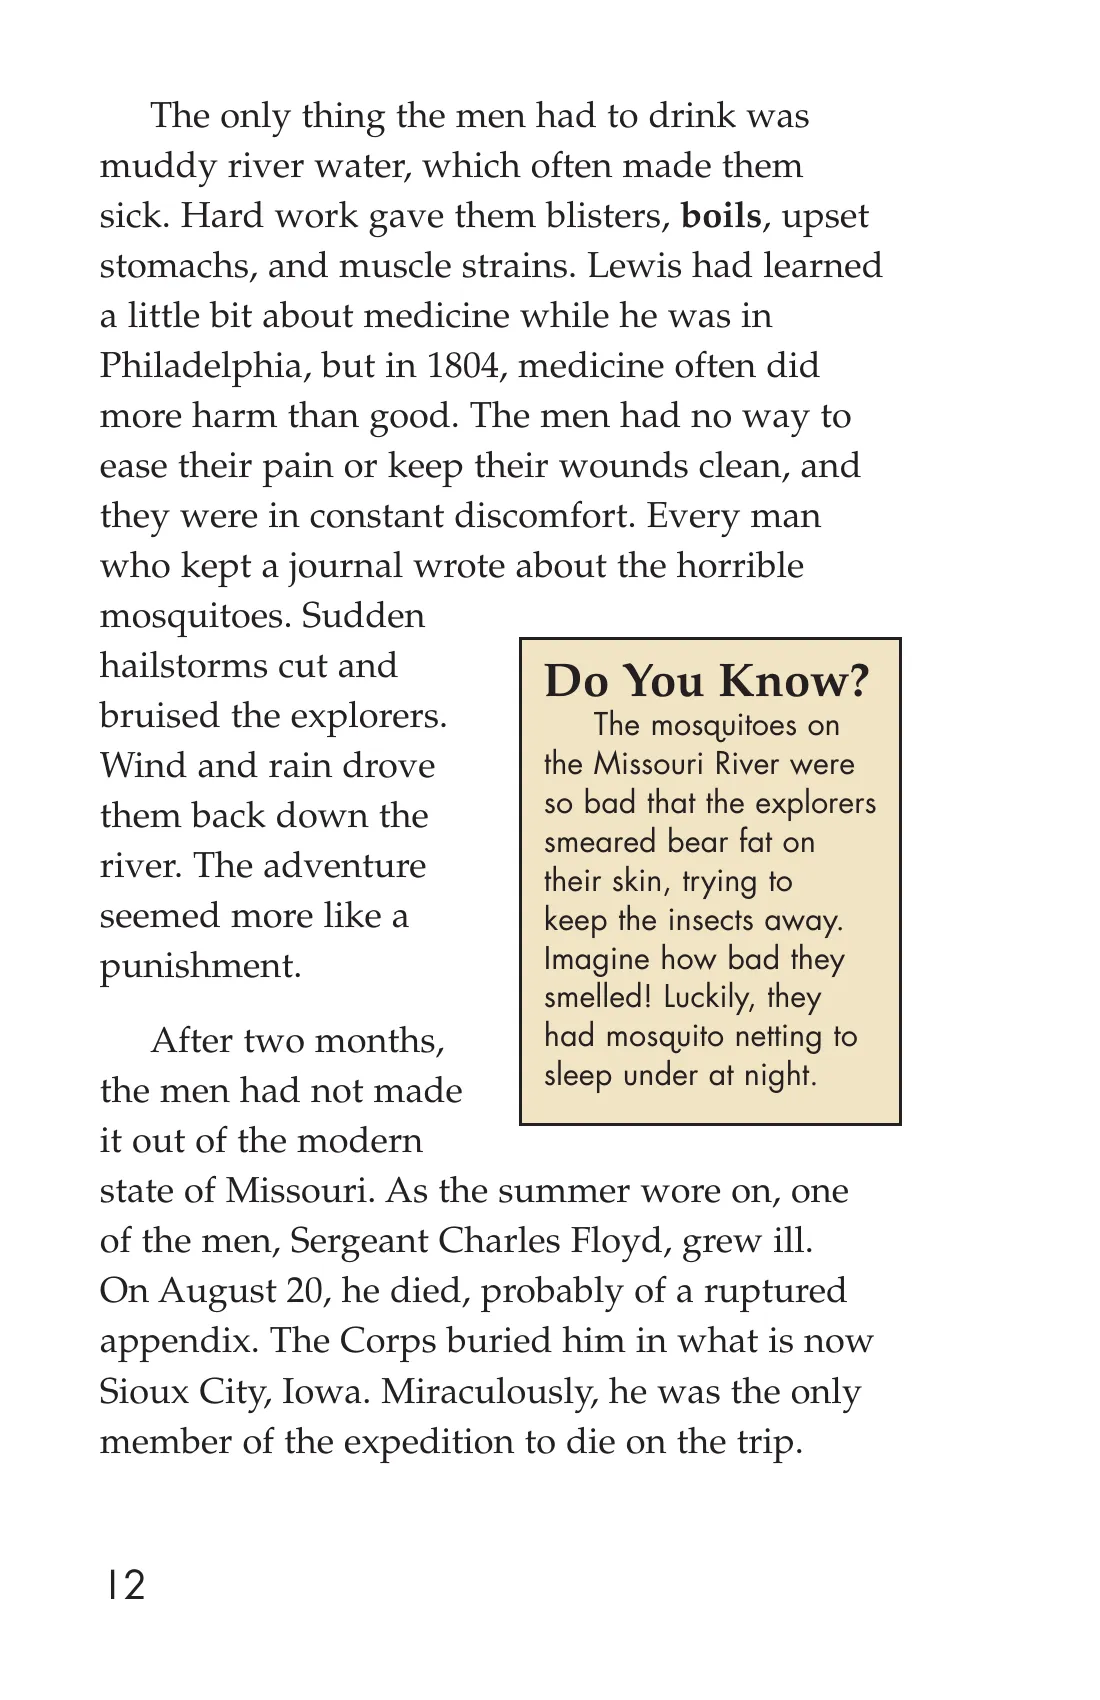 The only thing the men had to drink was
muddy river water, which often made them
sick. Hard work gave them blisters, boils, upset
stomachs, and muscle strains. Lewis had learned
a little bit about medicine while he was in
Philadelphia, but in 1804, medicine often did
more harm than good. The men had no way to
ease their pain or keep their wounds clean, and
they were in constant discomfort. Every man
who kept a journal wrote about the horrible
mosquitoes. Sudden
hailstorms cut and
bruised the explorers.
Wind and rain drove
them back down the
river. The adventure
seemed more like a
punishment.
Do You Know?
The mosquitoes on
the Missouri River were
so bad that the explorers
smeared bear fat on
their skin, trying to
keep the insects away.
Imagine how bad they
smelled! Luckily, they
had mosquito netting to
sleep under at night.
After two months,
the men had not made
it out of the modern
state of Missouri. As the summer wore on, one
of the men, Sergeant Charles Floyd, grew ill.
On August 20, he died, probably of a ruptured
appendix. The Corps buried him in what is now
Sioux City, Iowa. Miraculously, he was the only
member of the expedition to die on the trip.
12